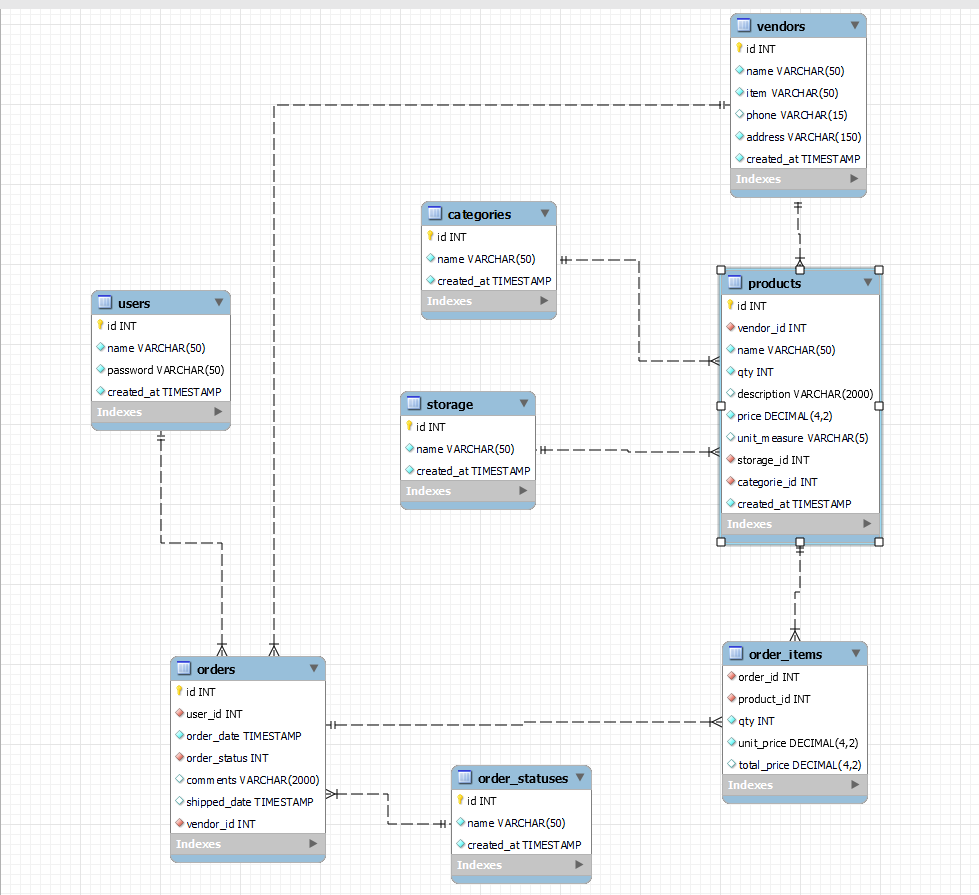 vendors
id INT
name VARCHAR(50)
item VARCHAR(50)
phone VARCHAR(15)
address VARCHAR(150)
created_at TIMESTAMP
Indexes
categories
id INT
name VARCHAR(50)
created_at TIMESTAMP
Indexes
products
id INT
vendor_id INT
name VARCHAR(50)
qty INT
description VARCHAR(2000)
price DECIMAL(4,2)
unit_measure VARCHAR(5)
storage_id INT
categorie_id INT
created_at TIMESTAMP
Indexes
users
id INT
name VARCHAR(50)
password VARCHAR(50)
created_at TIMESTAMP
Indexes
storage
id INT
name VARCHAR(50)
created_at TIMESTAMP
Indexes
orders
id INT
user_id INT
order_date TIMESTAMP
order_status INT
comments VARCHAR(2000)
shipped_date TIMESTAMP
vendor_id INT
Indexes
order_items
order_id INT
product_id INT
qty INT
unit_price DECIMAL(4,2)
total_price DECIMAL(4,2)
Indexes
order_statuses
id INT
name VARCHAR(50)
created_at TIMESTAMP
Indexes